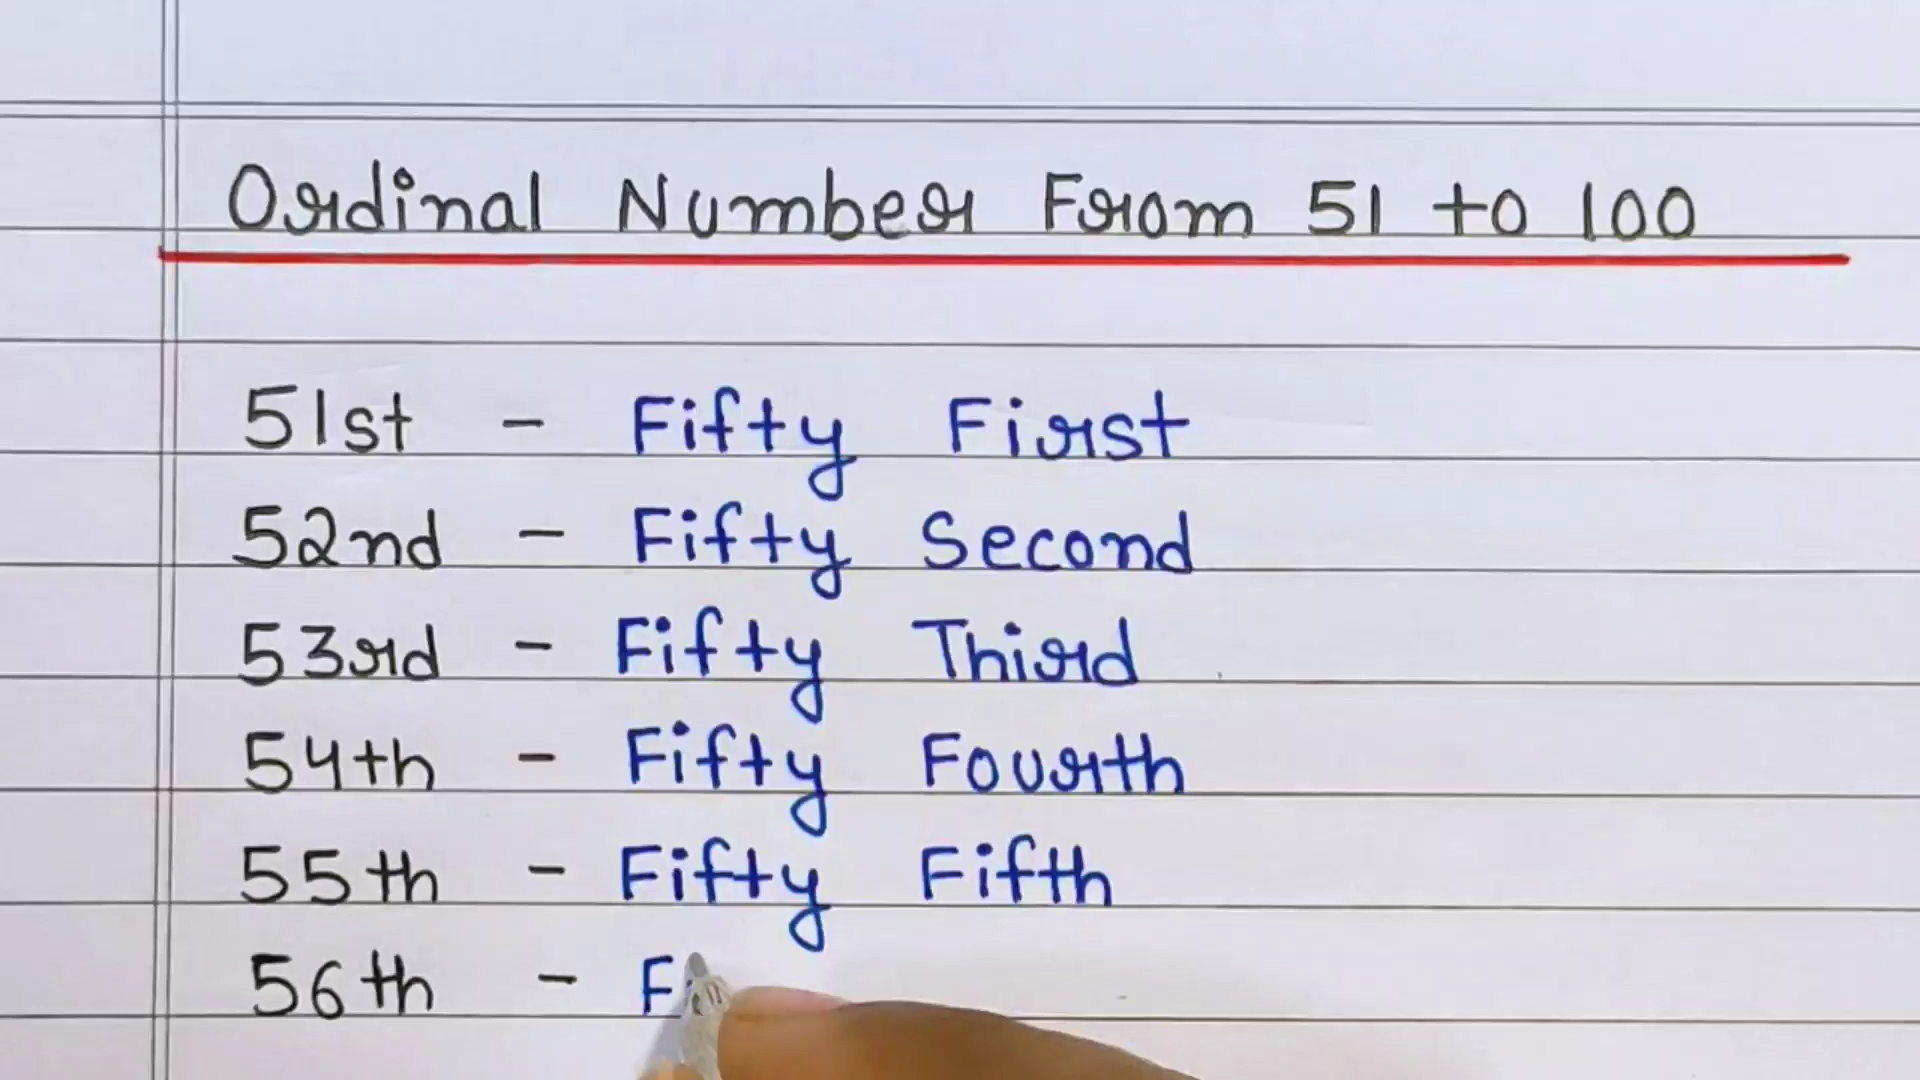 Ordinal Number From 51 to 100
51st - Fifty First
52nd - Fifty Second
53rd - Fifty Third
54th - Fifty Fourth
55th - Fifty Fifth
56th - F